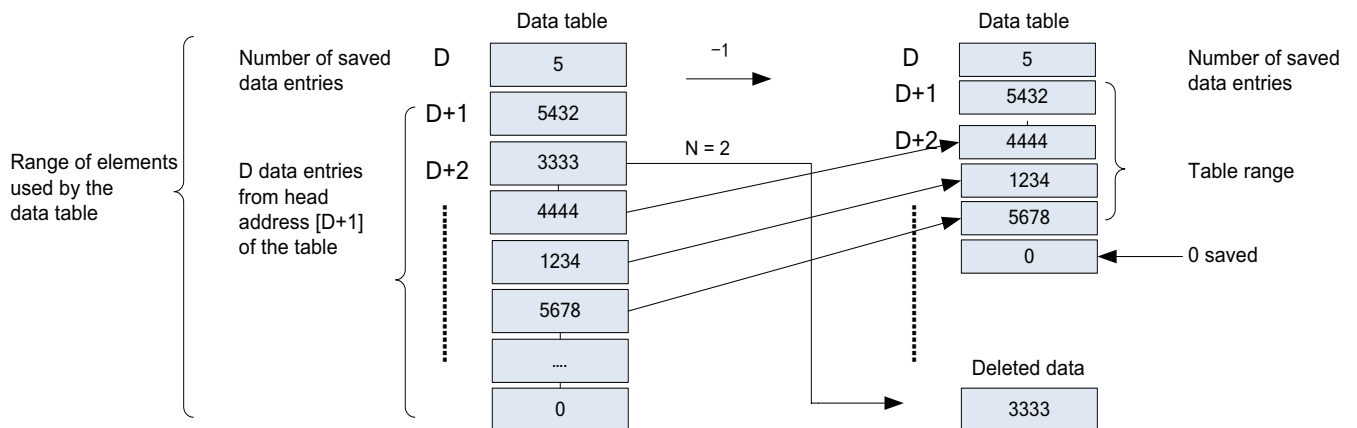 Data table
Data table
Number of saved
data entries
D
5
−1
D
5
Number of saved
data entries
D+1
5432
D+1
5432
Range of elements
used by the
data table
D data entries
from head
address [D+1]
of the table
D+2
3333
N = 2
D+2
4444
4444
1234
Table range
1234
5678
5678
0
0 saved
....
0
Deleted data
3333